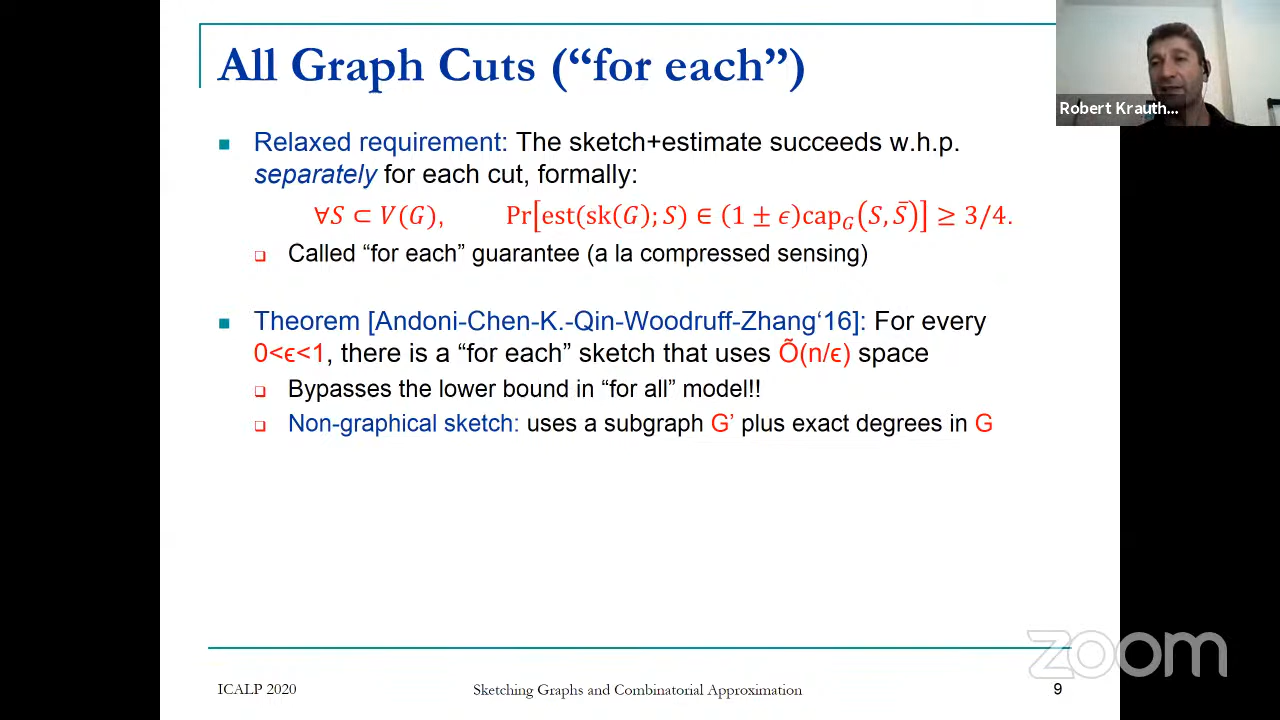 All Graph Cuts (“for each”)
Robert Krauth...
Relaxed requirement: The sketch+estimate succeeds w.h.p.
separately for each cut, formally:
∀S ⊂ V(G), Pr[est(sk(G); S) ∈ (1 ± ϵ)cap_G(S, S̄)] ≥ 3/4.
Called “for each” guarantee (a la compressed sensing)
Theorem [Andoni-Chen-K.-Qin-Woodruff-Zhang‘16]: For every
0<ϵ<1, there is a “for each” sketch that uses Õ(n/ϵ) space
Bypasses the lower bound in “for all” model!!
Non-graphical sketch: uses a subgraph G’ plus exact degrees in G
zoom
ICALP 2020
Sketching Graphs and Combinatorial Approximation
9